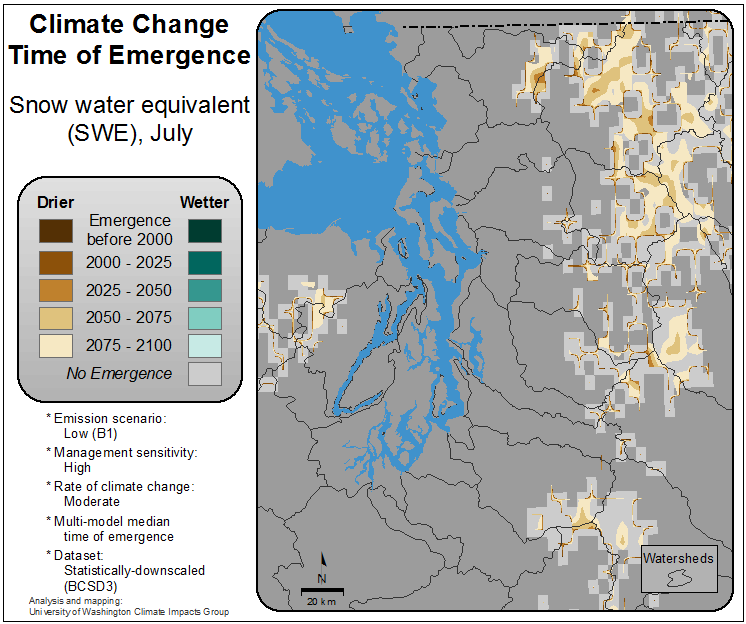 Climate Change
Time of Emergence
Snow water equivalent
(SWE), July
Drier
Wetter
Emergence
before 2000
2000 - 2025
2025 - 2050
2050 - 2075
2075 - 2100
No Emergence
* Emission scenario:
Low (B1)
* Management sensitivity:
High
* Rate of climate change:
Moderate
* Multi-model median
time of emergence
* Dataset:
Statistically-downscaled
(BCSD3)
Analysis and mapping:
University of Washington Climate Impacts Group
N
20 km
Watersheds